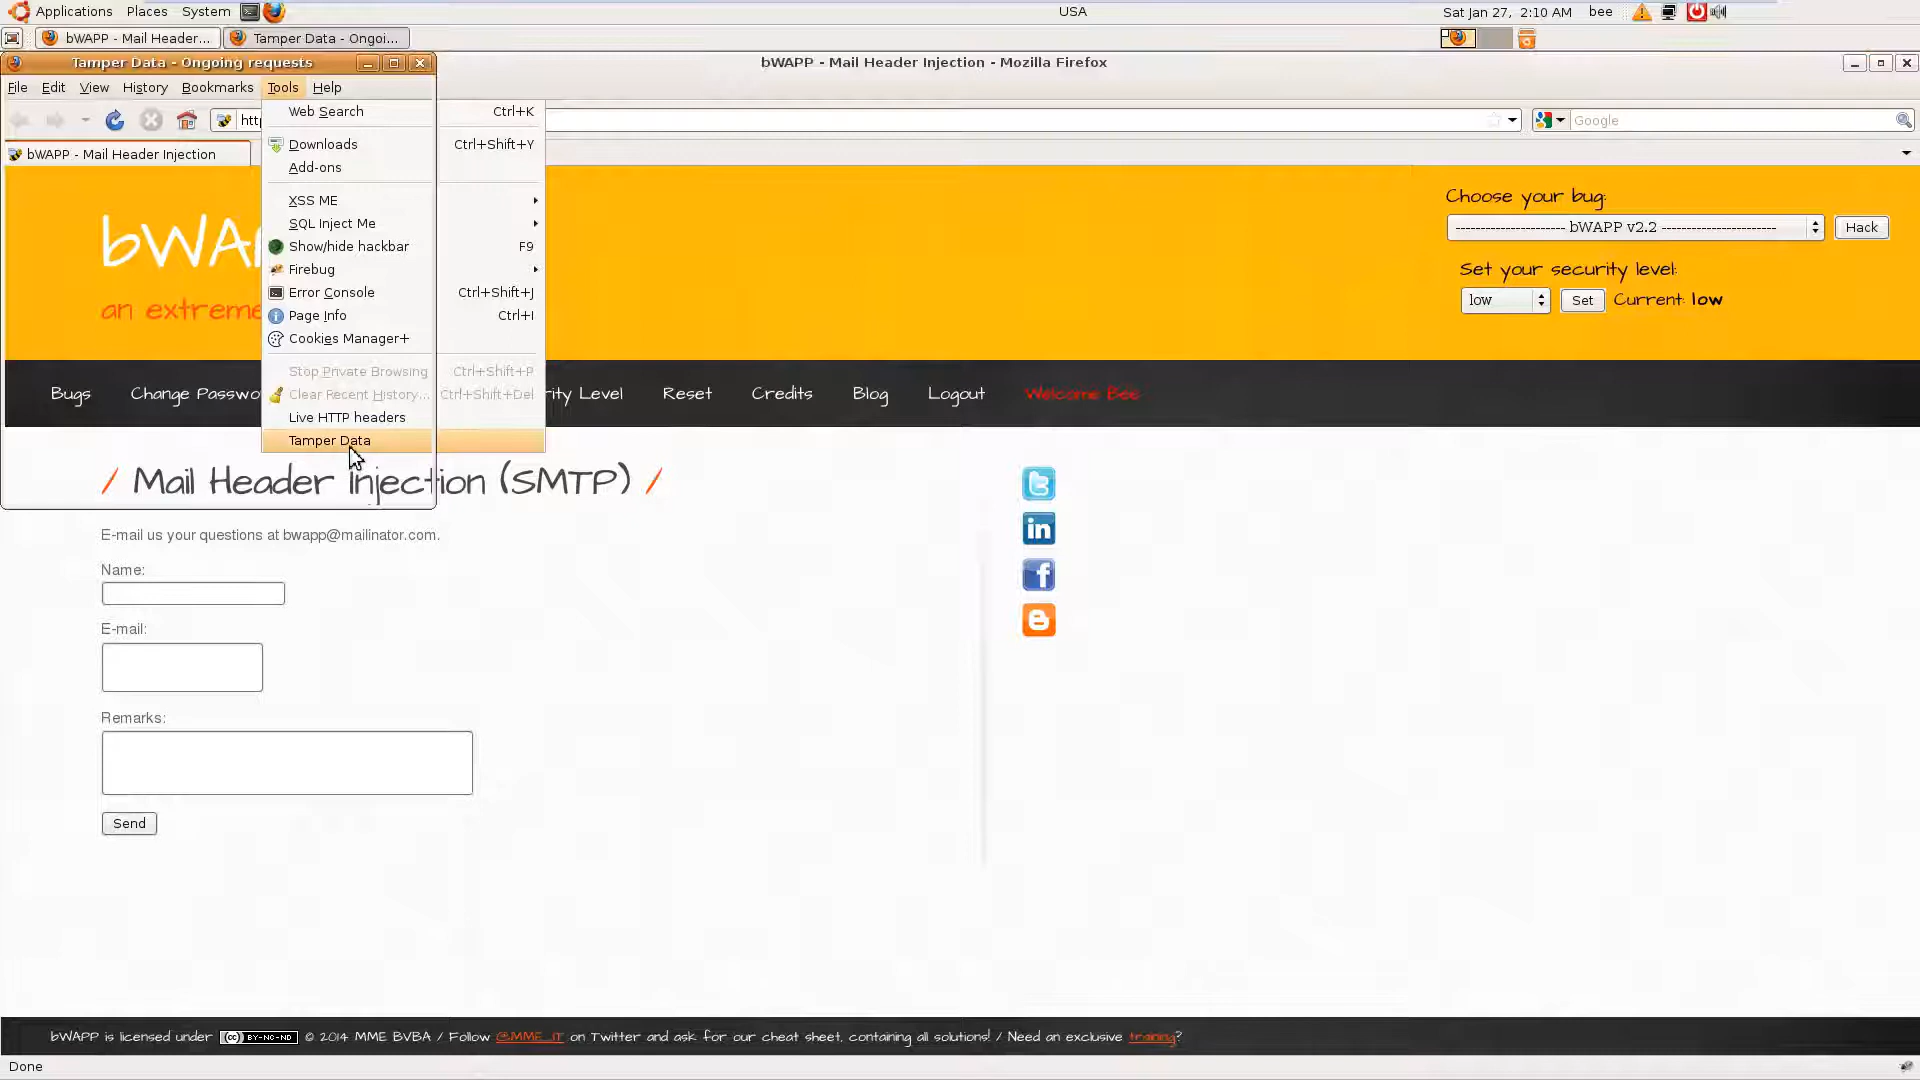 Applications Places System USA Sat Jan 27, 2:10 AM bee
bWAPP - Mail Header... Tamper Data - Ongoi...
Tamper Data - Ongoing requests bWAPP - Mail Header Injection - Mozilla Firefox
File Edit View History Bookmarks Tools Help
Web Search Ctrl+K
Google
Downloads Ctrl+Shift+Y
bWAPP - Mail Header Injection
Add-ons
XSS ME
SQL Inject Me
Show/hide hackbar F9
Firebug
Error Console Ctrl+Shift+J
Page Info Ctrl+I
Cookies Manager+
Stop Private Browsing Ctrl+Shift+P
Clear Recent History... Ctrl+Shift+Del
Live HTTP headers
Tamper Data
an extreme
Choose your bug:
---------------------- bWAPP v2.2 ----------------------- Hack
Set your security level:
low Set Current: low
Bugs Change Passwo rity Level Reset Credits Blog Logout Welcome Bee
/ Mail Header Injection (SMTP) /
E-mail us your questions at bwapp@mailinator.com.
Name:
E-mail:
Remarks:
Send
bWAPP is licensed under (cc) BY-NC-ND © 2014 MME BVBA / Follow @MME_IT on Twitter and ask for our cheat sheet, containing all solutions! / Need an exclusive training?
Done